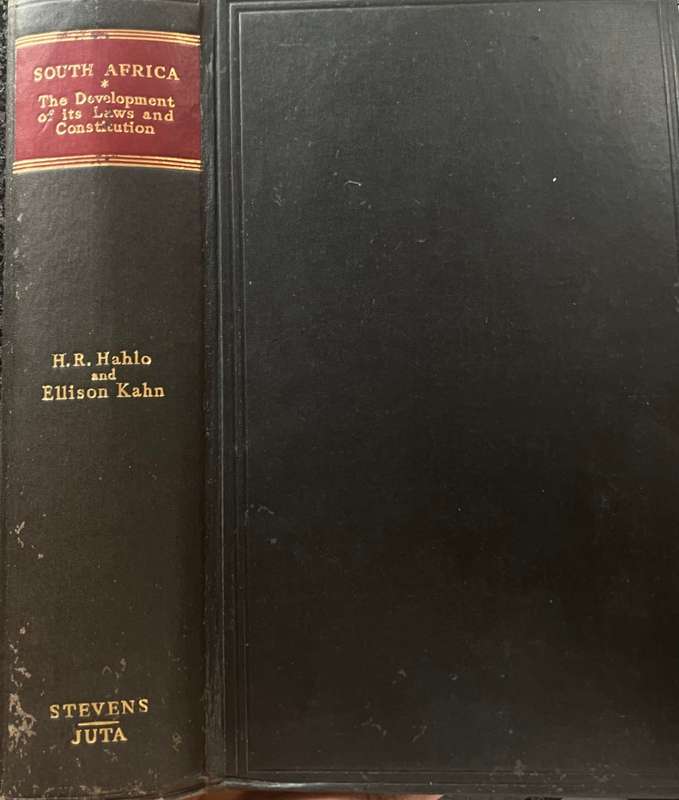 SOUTH AFRICA
*
The Development
of its Laws and
Constitution
H.R. Hahlo
and
Ellison Kahn
STEVENS
JUTA